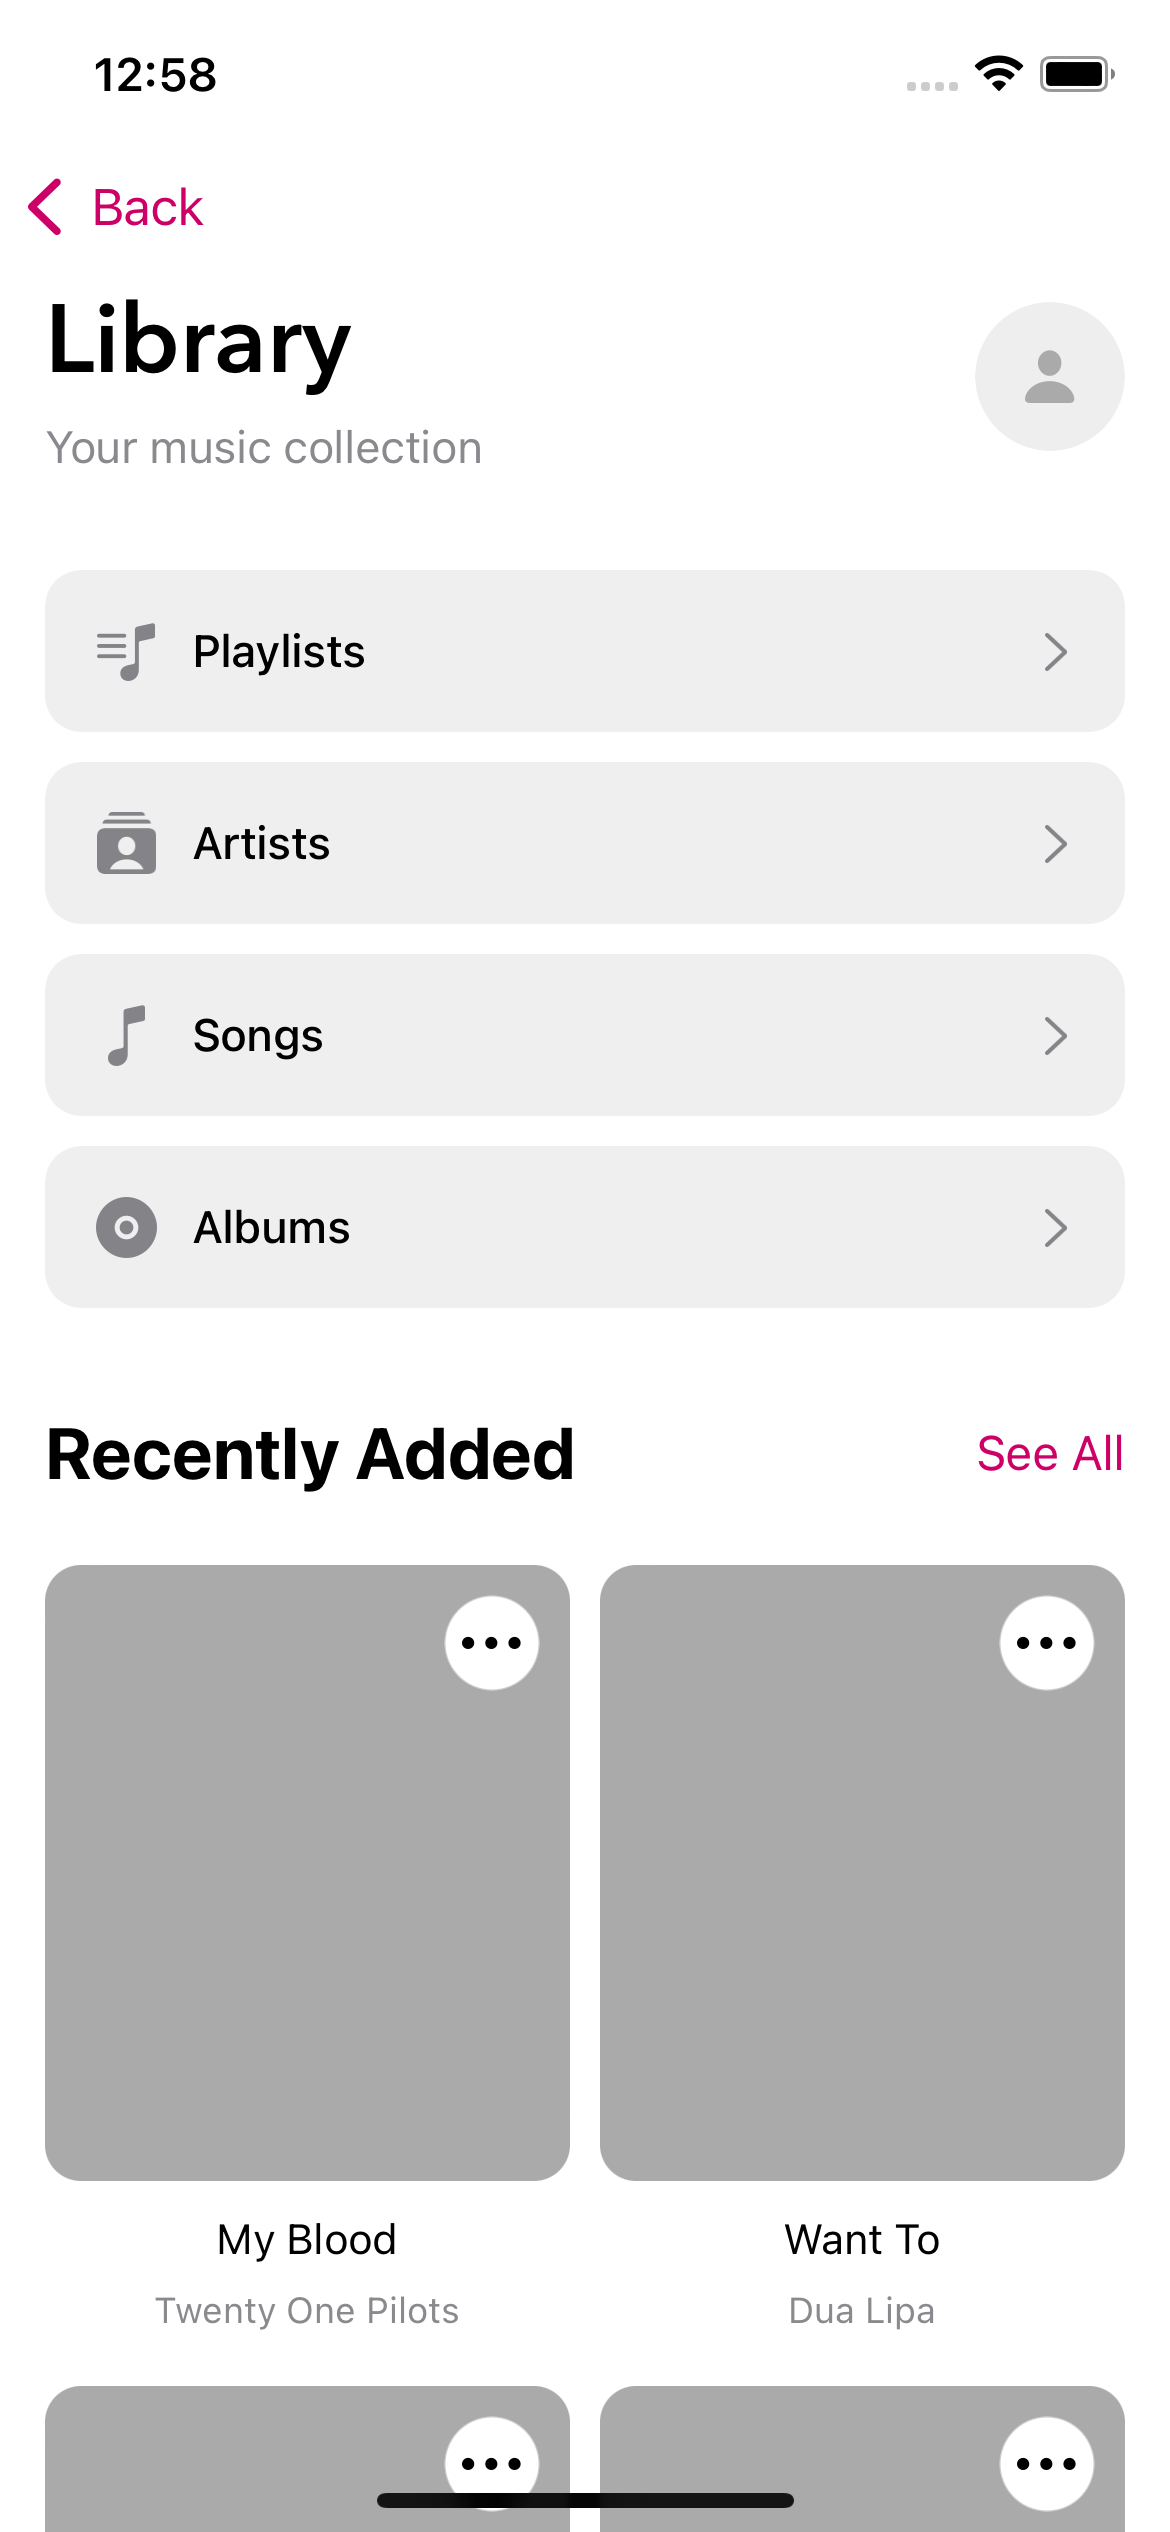 12:58
Back
Library
Your music collection
Playlists
Artists
Songs
Albums
Recently Added
See All
My Blood
Want To
Twenty One Pilots
Dua Lipa